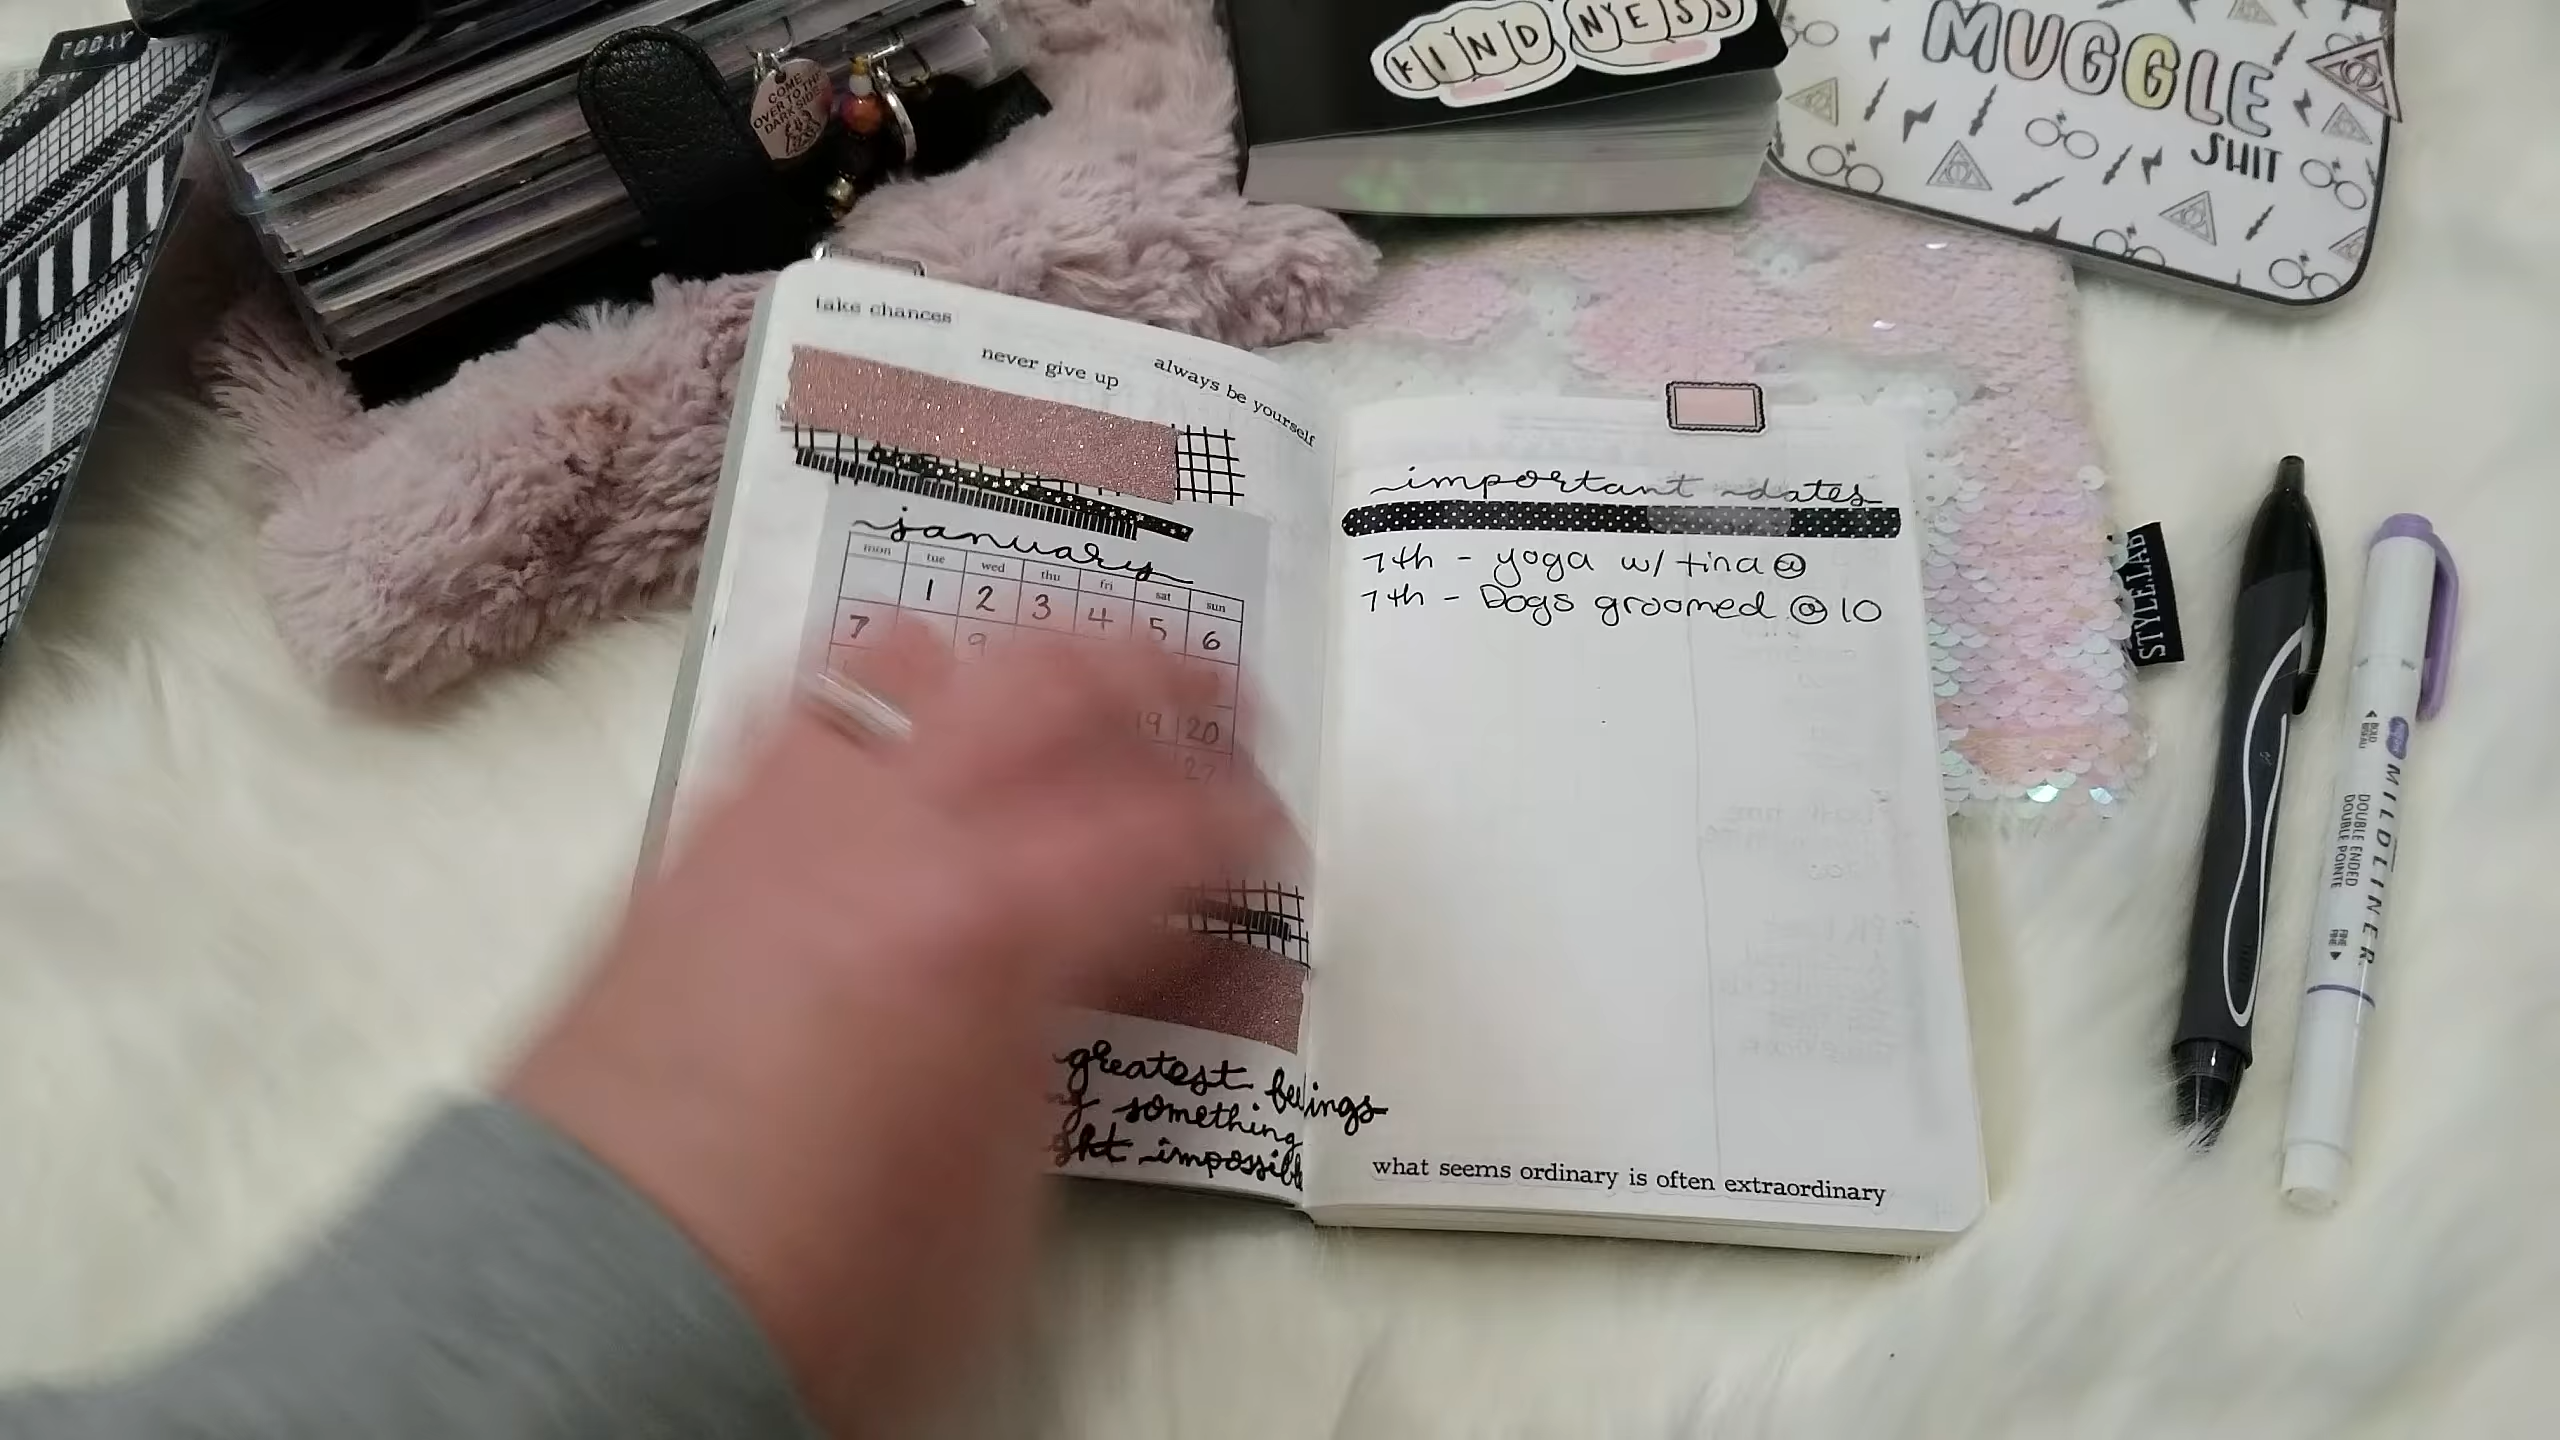 TODAY
COME
OVER TO THE
DARK SIDE
KINDNESS
MUGGLE
SHIT
take chances
never give up
always be yourself
january
mon tue wed thu fri sat sun
1 2 3 4 5 6
7 9
19 20
27
greatest feelings
something
impossible
important dates
7th - yoga w/ tina @
7th - Dogs groomed @ 10
what seems ordinary is often extraordinary
STYLE.LAB
MILDLINER
DOUBLE ENDED
DOUBLE POINTE